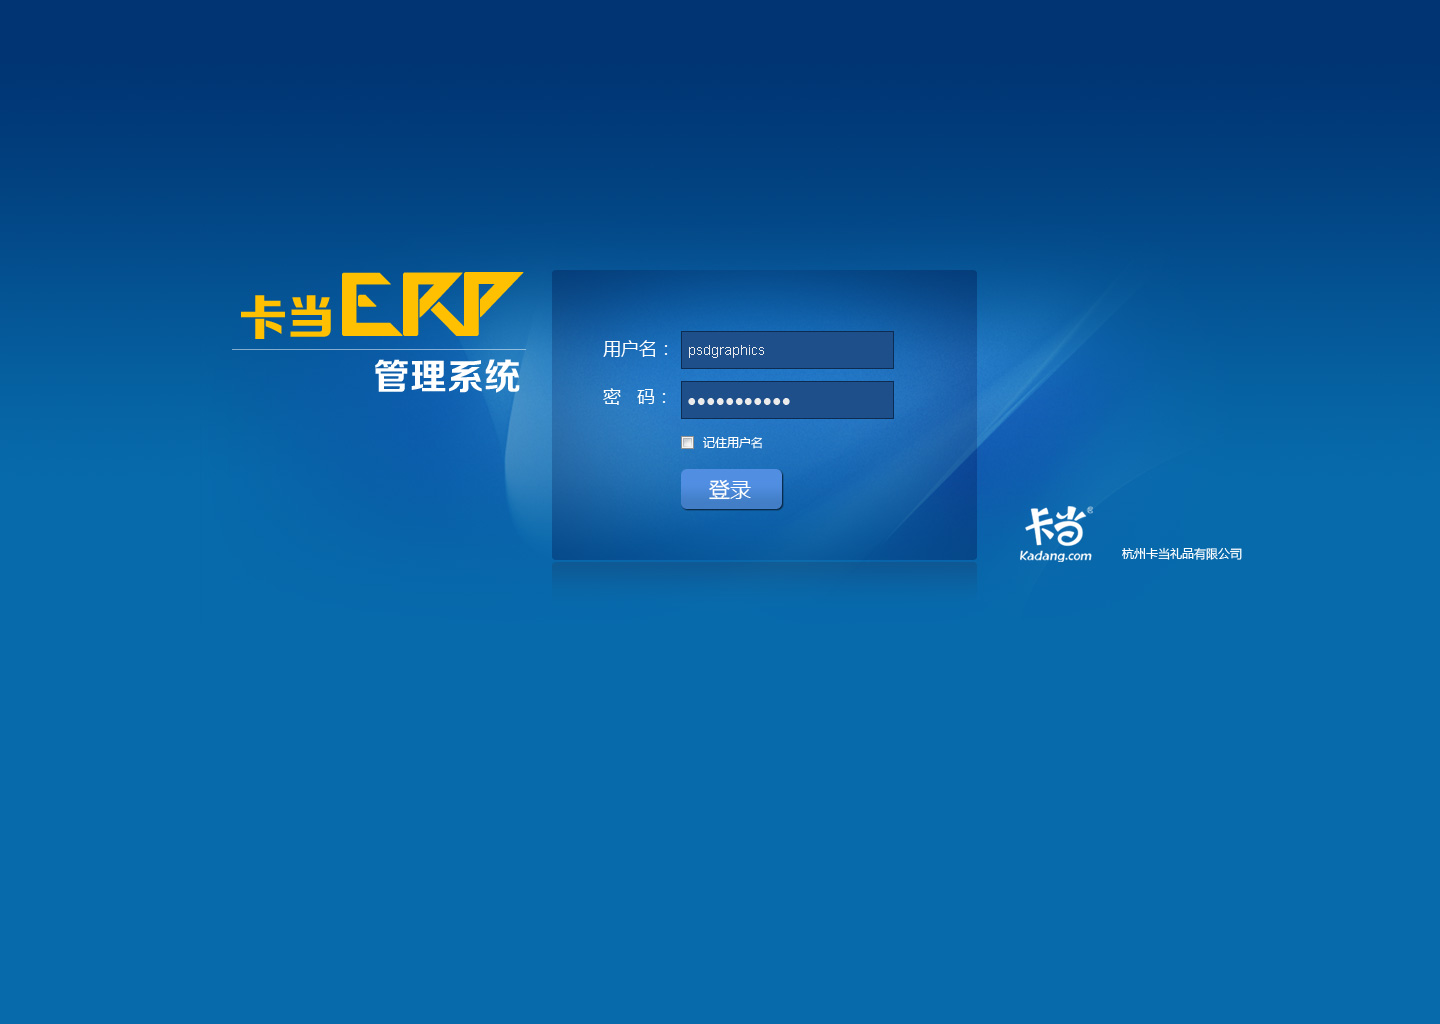 卡当ERP
管理系统
用户名：
psdgraphics
密 码：
●●●●●●●●●●●
记住用户名
登录
卡当®
Kadang.com
杭州卡当礼品有限公司